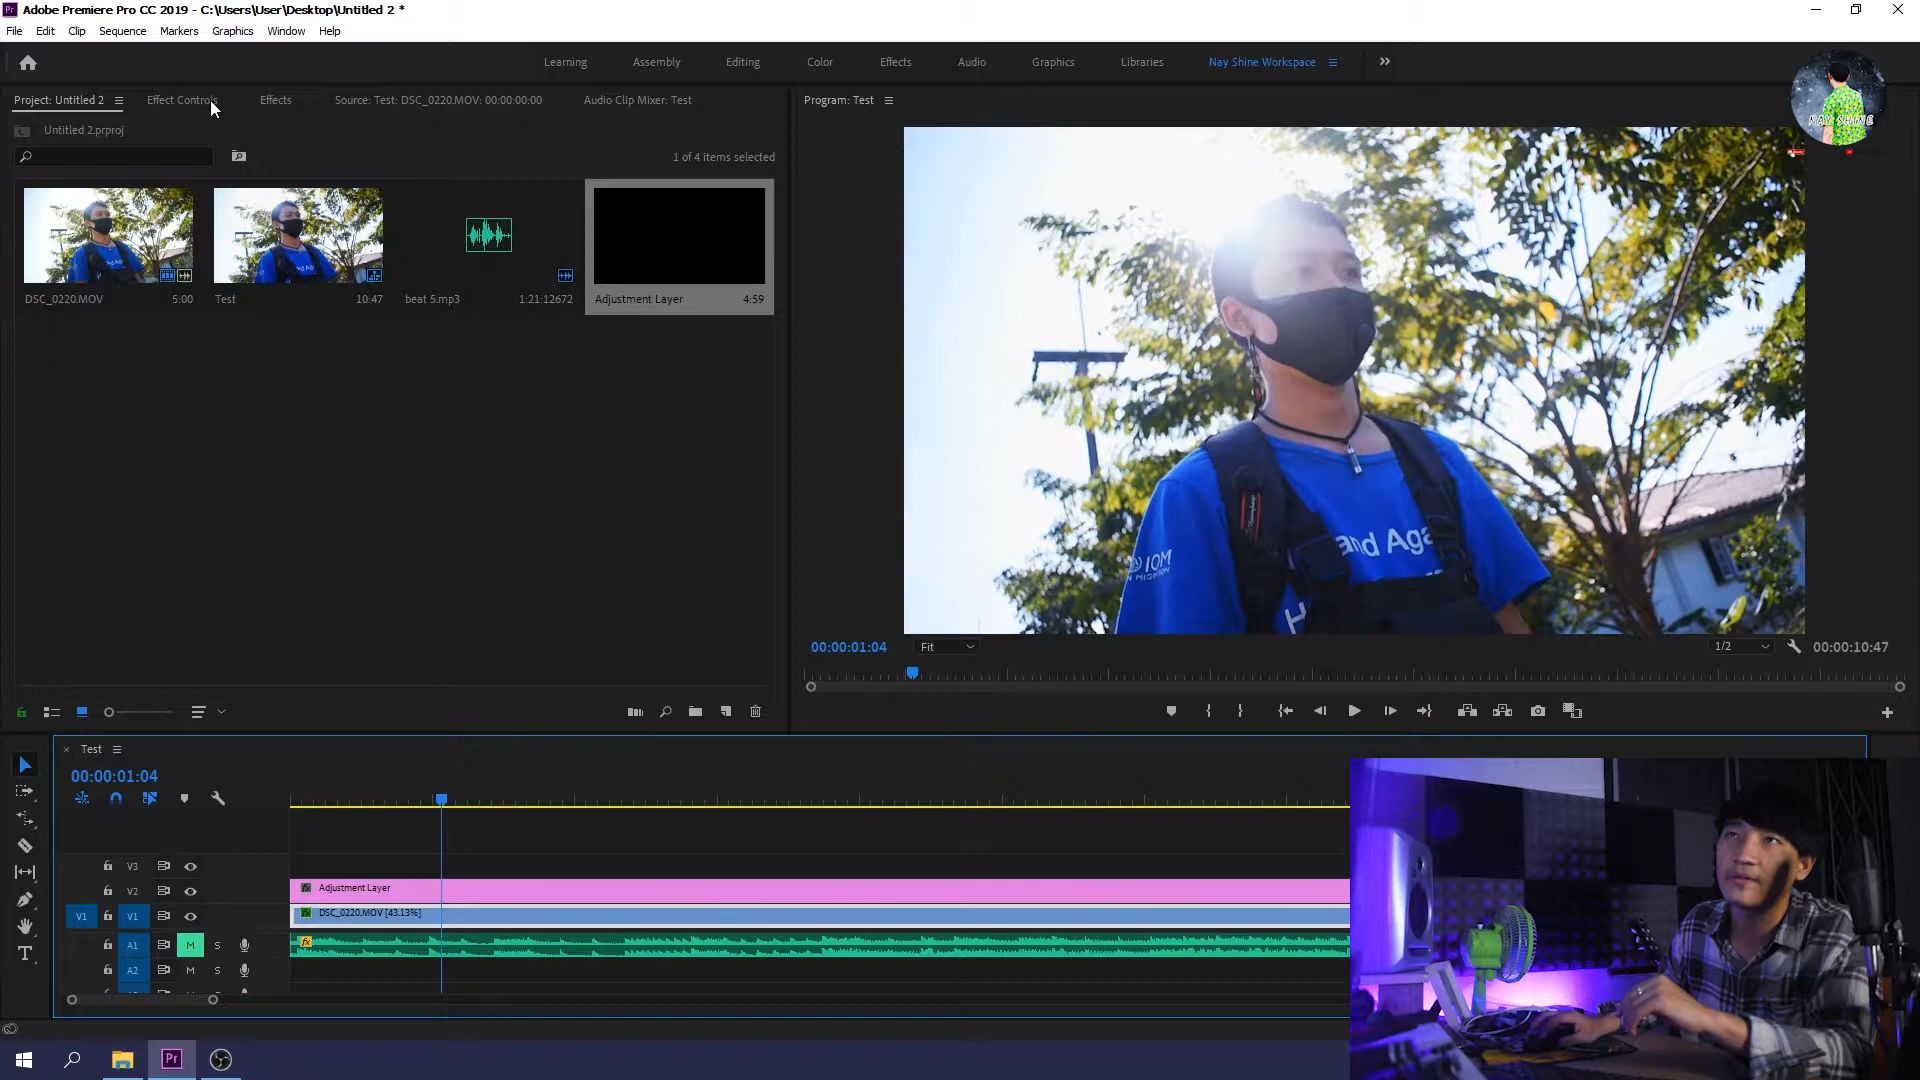 Adobe Premiere Pro CC 2019 - C:\Users\User\Desktop\Untitled 2 *
File Edit Clip Sequence Markers Graphics Window Help
Learning Assembly Editing Color Effects Audio Graphics Libraries Nay Shine Workspace
NAY SHINE
Project: Untitled 2 Effect Controls Effects Source: Test: DSC_0220.MOV: 00:00:00:00 Audio Clip Mixer: Test
Program: Test
Untitled 2.prproj
1 of 4 items selected
DSC_0220.MOV 5:00
Test 10:47
beat 5.mp3 1:21:12672
Adjustment Layer 4:59
and Aga
IOM
N MIGRATION
H
00:00:01:04 Fit 1/2 00:00:10:47
Test
00:00:01:04
V3
V2 Adjustment Layer
V1 V1 DSC_0220.MOV [43.13%]
A1 M S
A2 M S